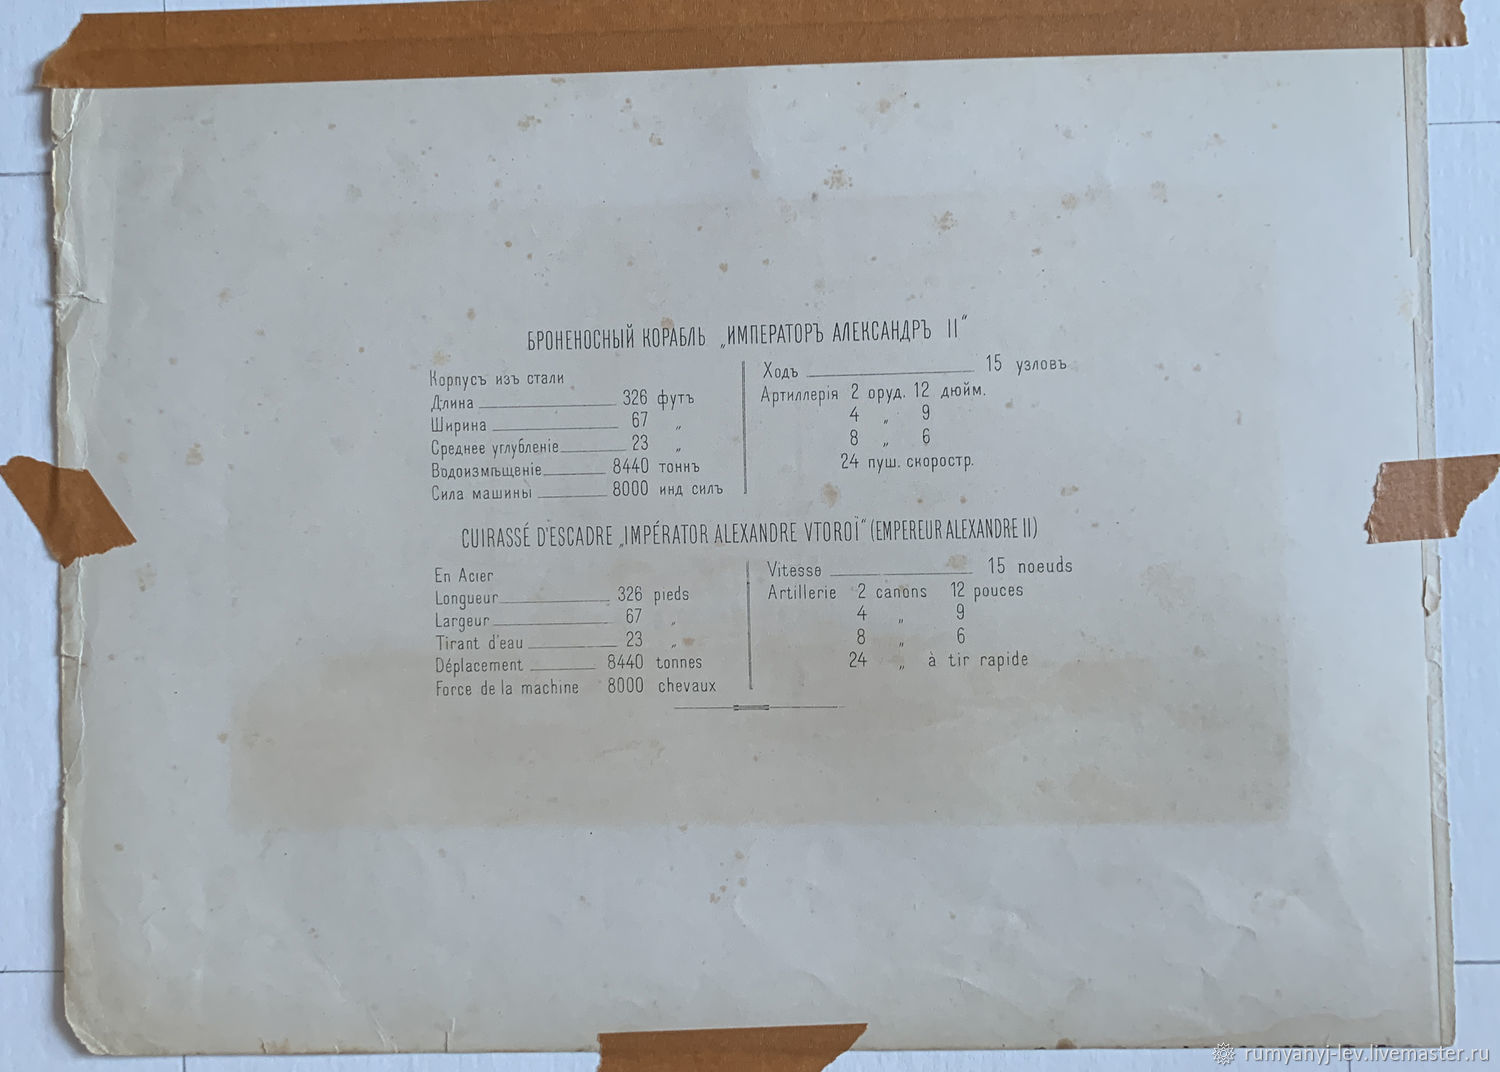 БРОНЕНОСНЫЙ КОРАБЛЬ „ИМПЕРАТОРЪ АЛЕКСАНДРЪ II“
Корпусъ изъ стали
Длина 326 футъ
Ширина 67 „
Среднее углубленіе 23 „
Водоизмѣщеніе 8440 тоннъ
Сила машины 8000 инд силъ
Ходъ 15 узловъ
Артиллерія 2 оруд. 12 дюйм.
4 „ 9
8 „ 6
24 пуш. скоростр.
CUIRASSÉ D'ESCADRE „IMPÉRATOR ALEXANDRE VTOROÏ“ (EMPEREUR ALEXANDRE II)
En Acier
Longueur 326 pieds
Largeur 67 „
Tirant d'eau 23 „
Déplacement 8440 tonnes
Force de la machine 8000 chevaux
Vitesse 15 noeuds
Artillerie 2 canons 12 pouces
4 „ 9
8 „ 6
24 „ à tir rapide
rumyanyj-lev.livemaster.ru